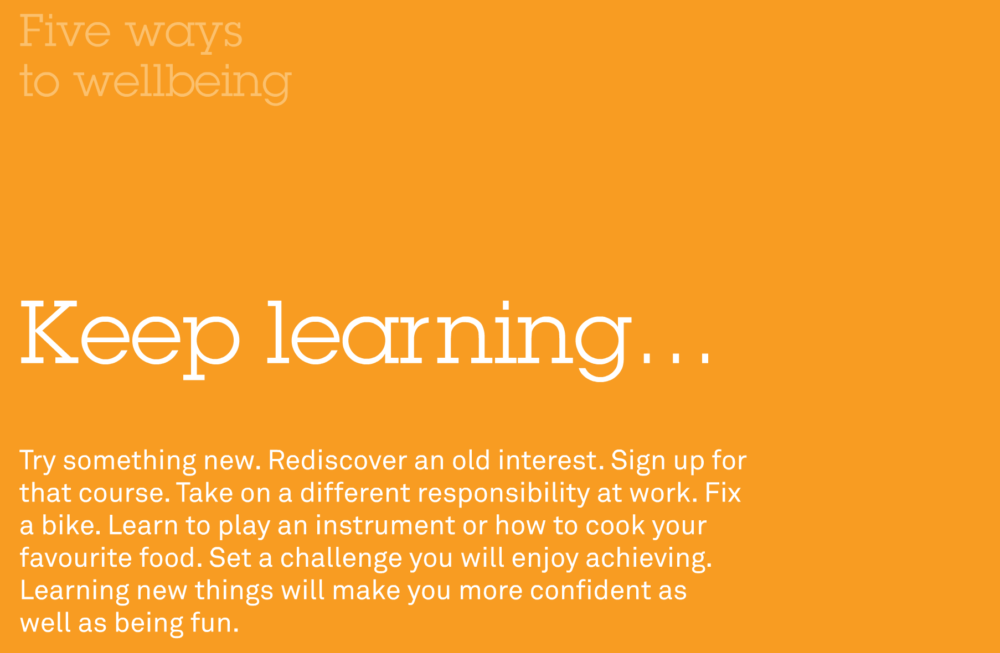 Five ways
to wellbeing
Keep learning...
Try something new. Rediscover an old interest. Sign up for
that course. Take on a different responsibility at work. Fix
a bike. Learn to play an instrument or how to cook your
favourite food. Set a challenge you will enjoy achieving.
Learning new things will make you more confident as
well as being fun.